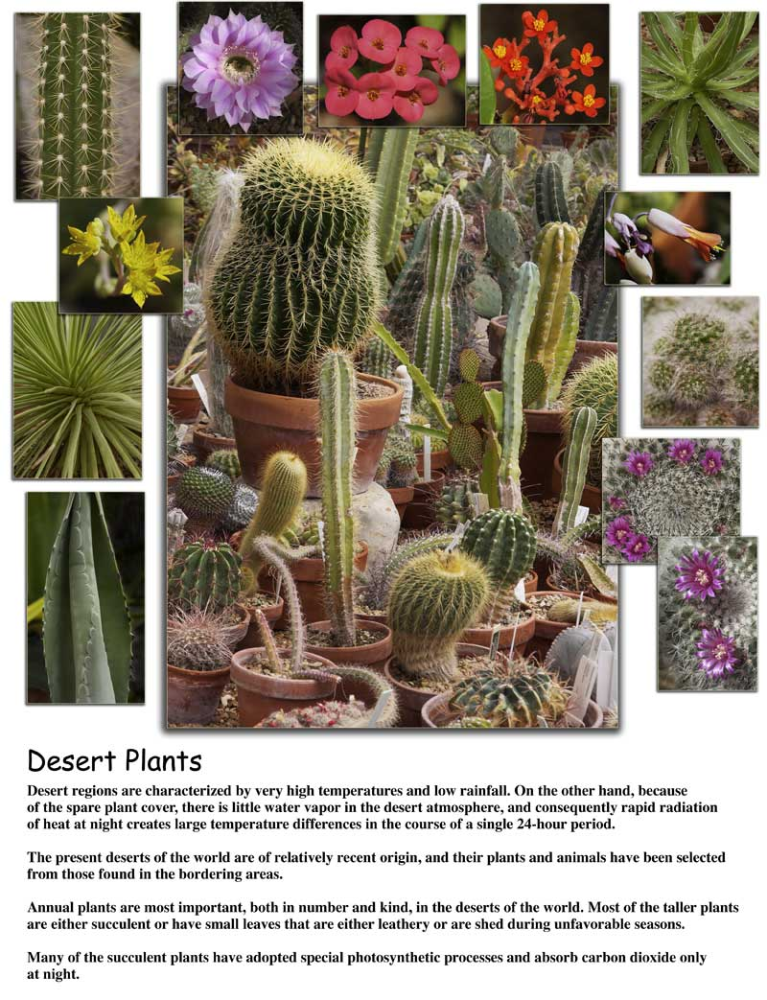 Desert Plants
Desert regions are characterized by very high temperatures and low rainfall. On the other hand, because
of the spare plant cover, there is little water vapor in the desert atmosphere, and consequently rapid radiation
of heat at night creates large temperature differences in the course of a single 24-hour period.
The present deserts of the world are of relatively recent origin, and their plants and animals have been selected
from those found in the bordering areas.
Annual plants are most important, both in number and kind, in the deserts of the world. Most of the taller plants
are either succulent or have small leaves that are either leathery or are shed during unfavorable seasons.
Many of the succulent plants have adopted special photosynthetic processes and absorb carbon dioxide only
at night.